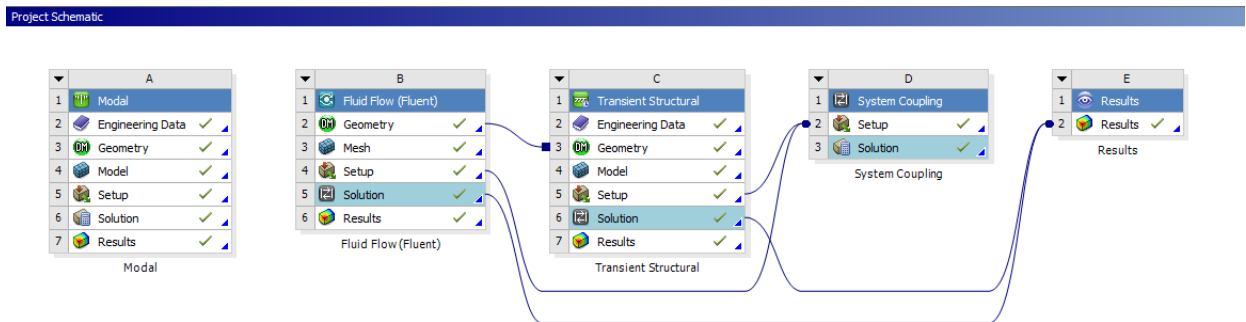 Project Schematic
A
1 Modal
2 Engineering Data
3 Geometry
4 Model
5 Setup
6 Solution
7 Results
Modal
B
1 Fluid Flow (Fluent)
2 Geometry
3 Mesh
4 Setup
5 Solution
6 Results
Fluid Flow (Fluent)
C
1 Transient Structural
2 Engineering Data
3 Geometry
4 Model
5 Setup
6 Solution
7 Results
Transient Structural
D
1 System Coupling
2 Setup
3 Solution
System Coupling
E
1 Results
2 Results
Results